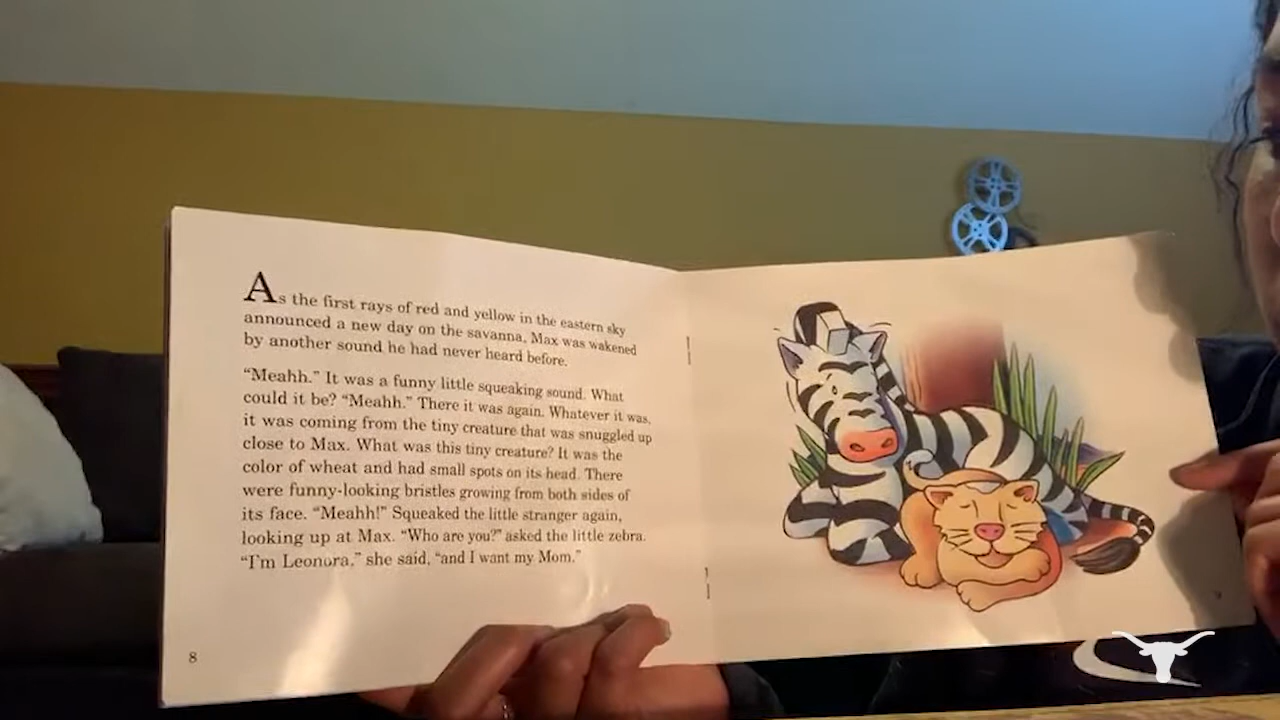 As the first rays of red and yellow in the eastern sky
announced a new day on the savanna, Max was wakened
by another sound he had never heard before.
“Meahh.” It was a funny little squeaking sound. What
could it be? “Meahh.” There it was again. Whatever it was,
it was coming from the tiny creature that was snuggled up
close to Max. What was this tiny creature? It was the
color of wheat and had small spots on its head. There
were funny-looking bristles growing from both sides of
its face. “Meahh!” Squeaked the little stranger again,
looking up at Max. “Who are you?” asked the little zebra.
“I’m Leonora,” she said, “and I want my Mom.”
8